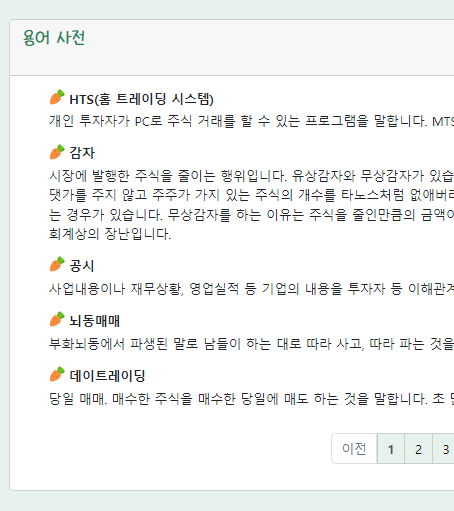 용어 사전
HTS(홈 트레이딩 시스템)
개인 투자자가 PC로 주식 거래를 할 수 있는 프로그램을 말합니다. MTS
감자
시장에 발행한 주식을 줄이는 행위입니다. 유상감자와 무상감자가 있습
댓가를 주지 않고 주주가 가지 있는 주식의 개수를 타노스처럼 없애버리
는 경우가 있습니다. 무상감자를 하는 이유는 주식을 줄인만큼의 금액이
회계상의 장난입니다.
공시
사업내용이나 재무상황, 영업실적 등 기업의 내용을 투자자 등 이해관계
뇌동매매
부화뇌동에서 파생된 말로 남들이 하는 대로 따라 사고, 따라 파는 것을
데이트레이딩
당일 매매. 매수한 주식을 매수한 당일에 매도 하는 것을 말합니다. 초
이전 1 2 3